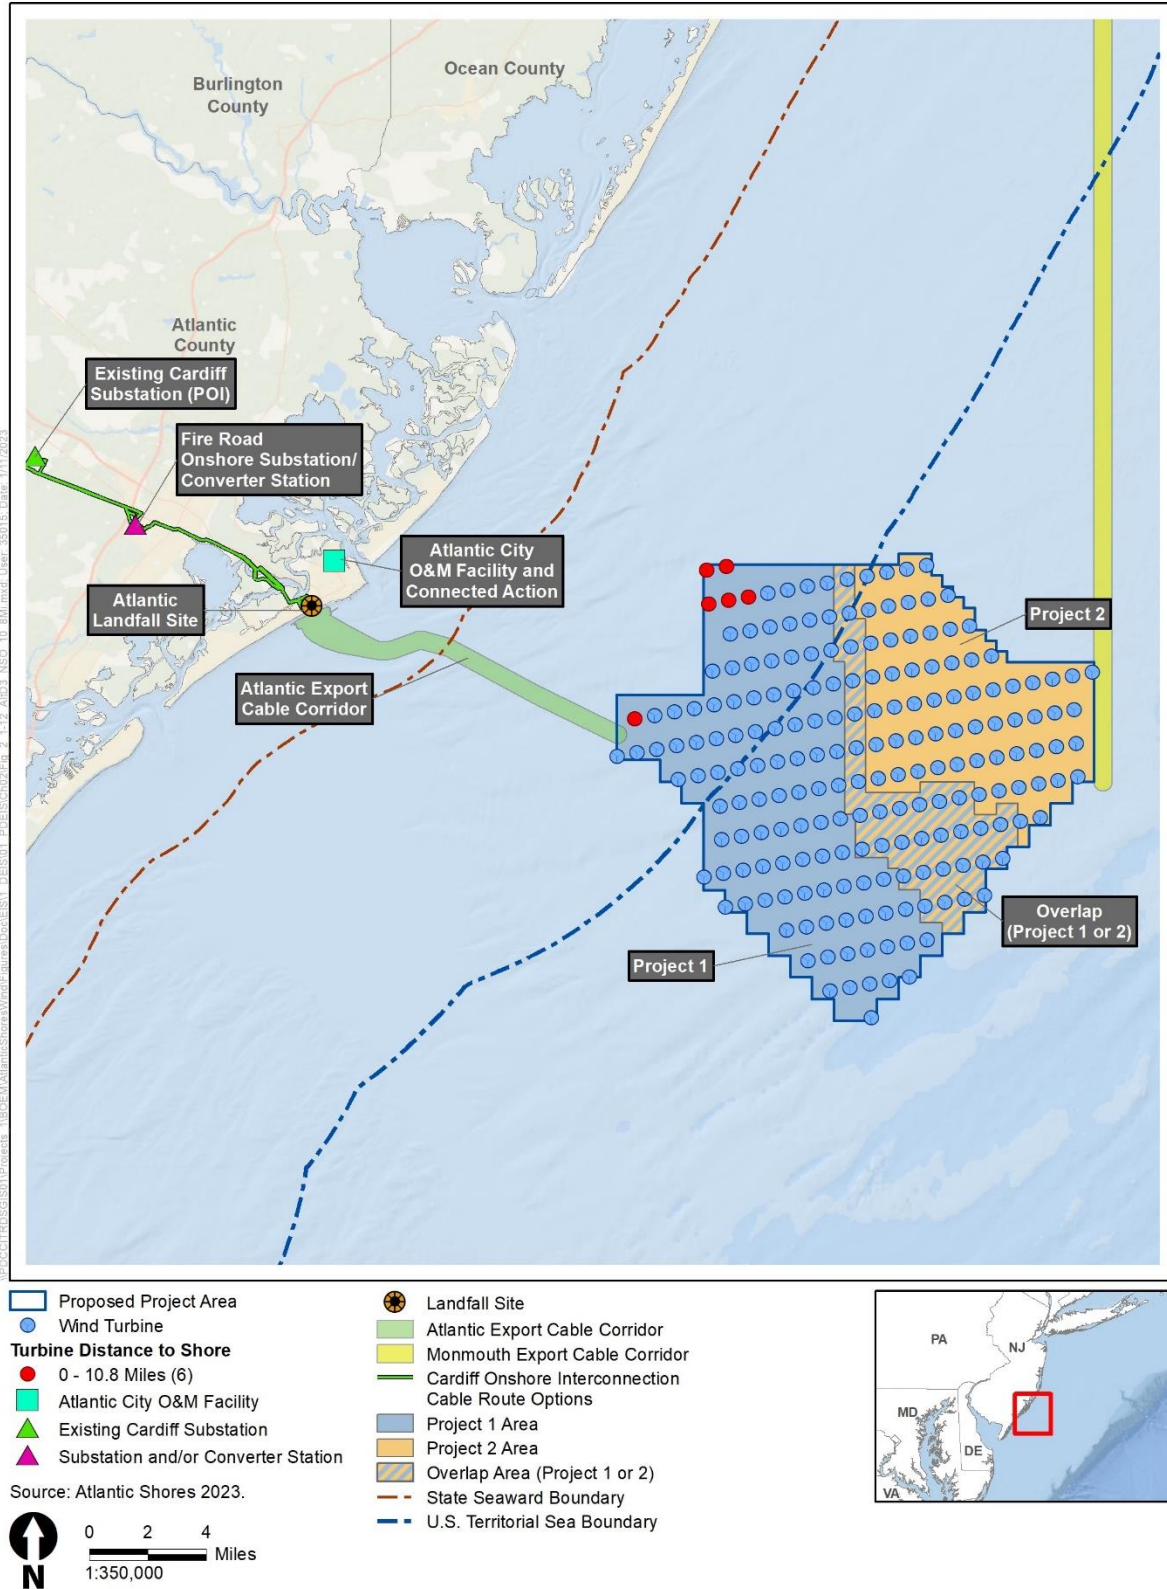 Ocean County
Burlington
County
Atlantic
County
Existing Cardiff
Substation (POI)
Fire Road
Onshore Substation/
Converter Station
Atlantic City
O&M Facility and
Connected Action
Atlantic
Landfall Site
Atlantic Export
Cable Corridor
Project 2
Overlap
(Project 1 or 2)
Project 1
Proposed Project Area
Wind Turbine
Turbine Distance to Shore
0 - 10.8 Miles (6)
Atlantic City O&M Facility
Existing Cardiff Substation
Substation and/or Converter Station
Source: Atlantic Shores 2023.
N
0 2 4
Miles
1:350,000
Landfall Site
Atlantic Export Cable Corridor
Monmouth Export Cable Corridor
Cardiff Onshore Interconnection
Cable Route Options
Project 1 Area
Project 2 Area
Overlap Area (Project 1 or 2)
State Seaward Boundary
U.S. Territorial Sea Boundary
PA
NJ
MD
DE
VA